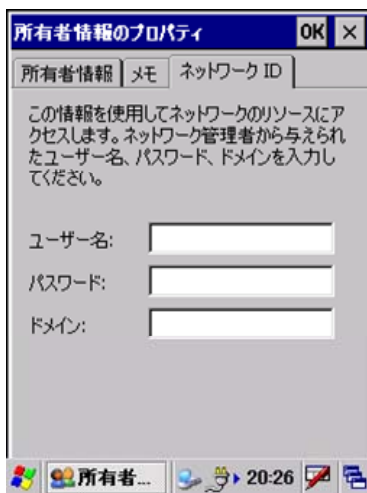 所有者情報のプロパティ OK ×
所有者情報 メモ ネットワーク ID
この情報を使用してネットワークのリソースにア
クセスします。ネットワーク管理者から与えられ
たユーザー名、パスワード、ドメインを入力し
てください。
ユーザー名:
パスワード:
ドメイン:
所有者... 20:26